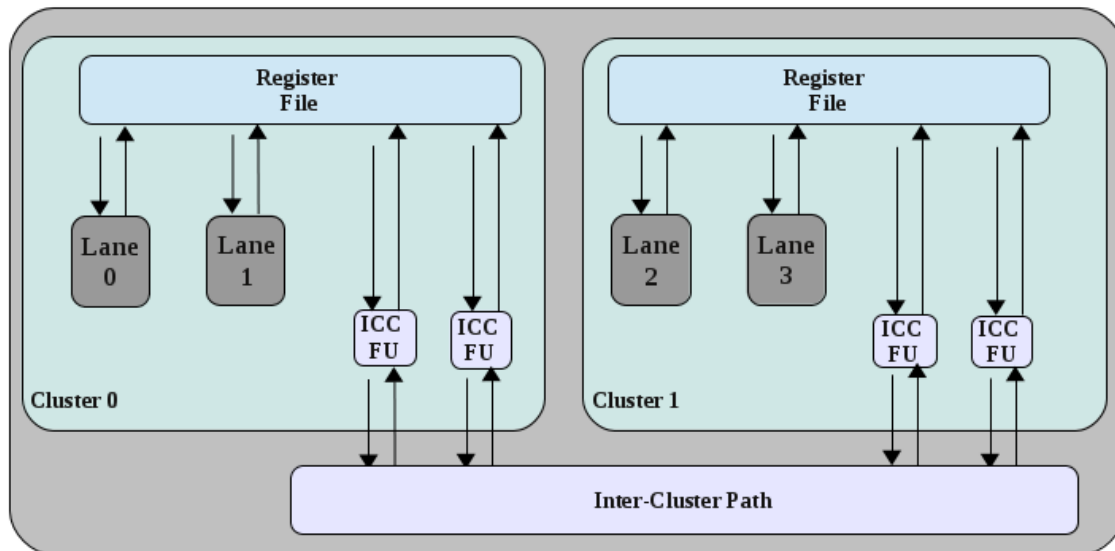 Register
File
Register
File
Lane
0
Lane
1
Lane
2
Lane
3
ICC
FU
ICC
FU
ICC
FU
ICC
FU
Cluster 0
Cluster 1
Inter-Cluster Path